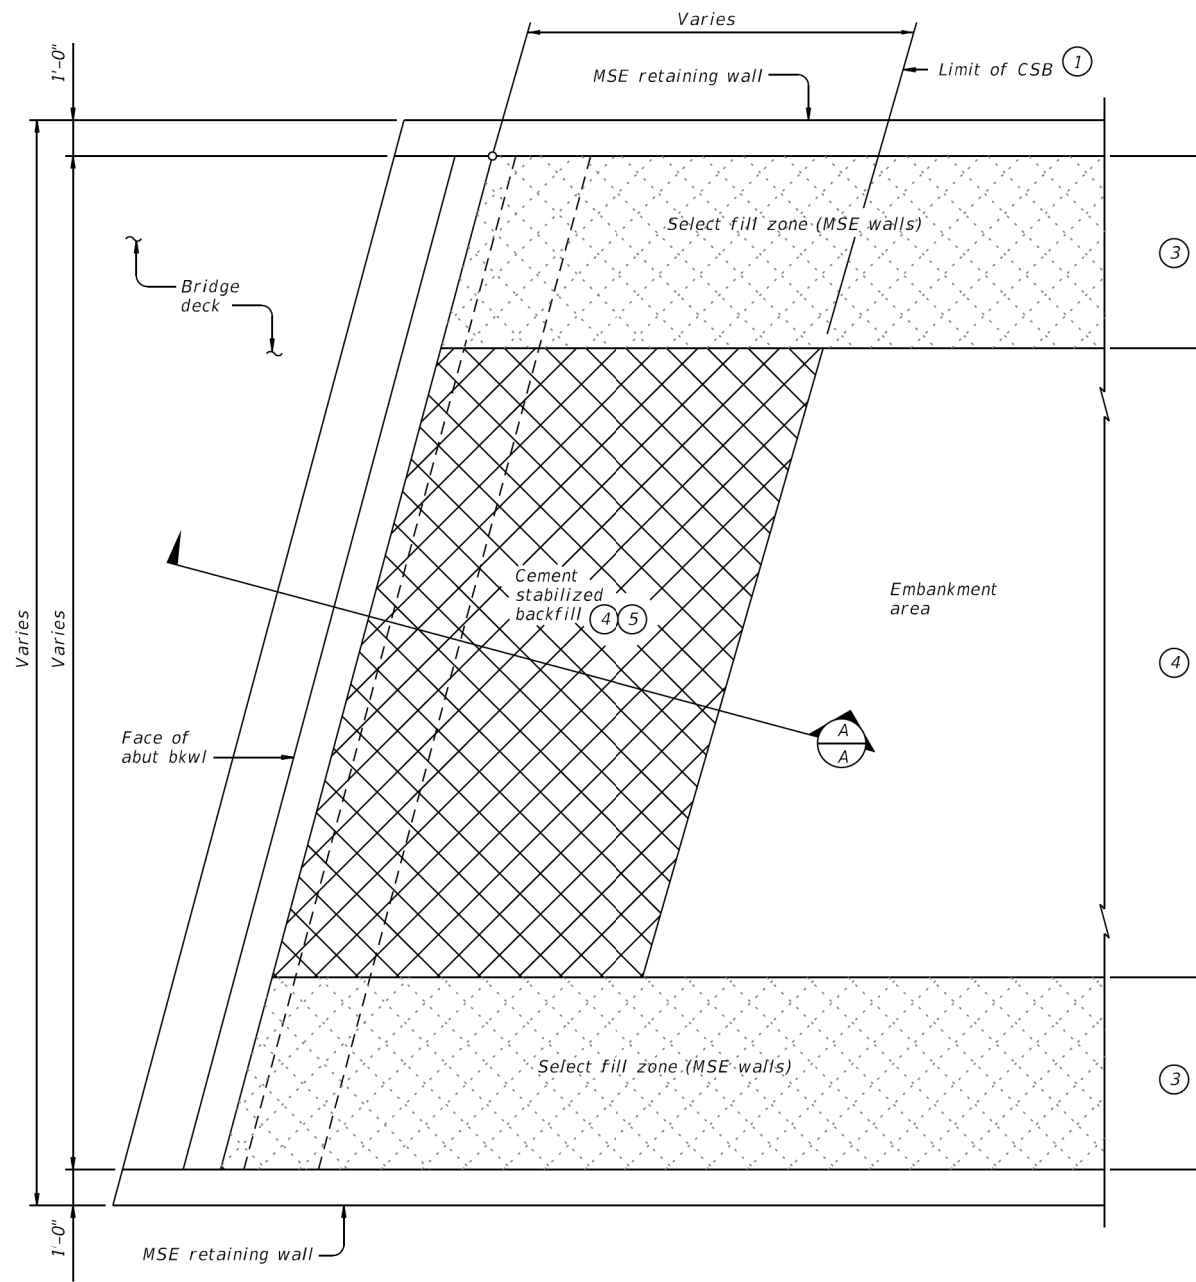 Varies
1'-0"
MSE retaining wall
Limit of CSB 1
Select fill zone (MSE walls)
3
Bridge
deck
Cement
stabilized
backfill 4 5
Embankment
area
Varies
Varies
4
Face of
abut bkwl
A
A
Select fill zone (MSE walls)
3
1'-0"
MSE retaining wall